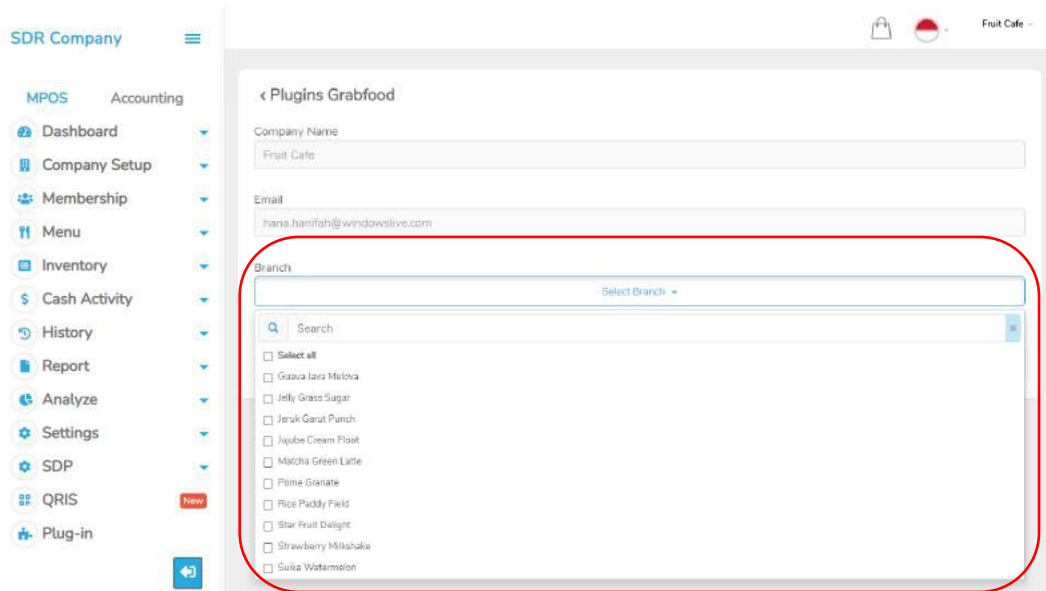 SDR Company
Fruit Cafe
MPOS Accounting
Dashboard
Company Setup
Membership
Menu
Inventory
Cash Activity
History
Report
Analyze
Settings
SDP
QRIS New
Plug-in
‹ Plugins Grabfood
Company Name
Fruit Cafe
Email
hana.hanifah@windowslive.com
Branch
Select Branch
Search
Select all
Guava Java Melova
Jelly Grass Sugar
Jeruk Garut Punch
Jujube Cream Float
Matcha Green Latte
Pome Granate
Rice Paddy Field
Star Fruit Delight
Strawberry Milkshake
Suika Watermelon